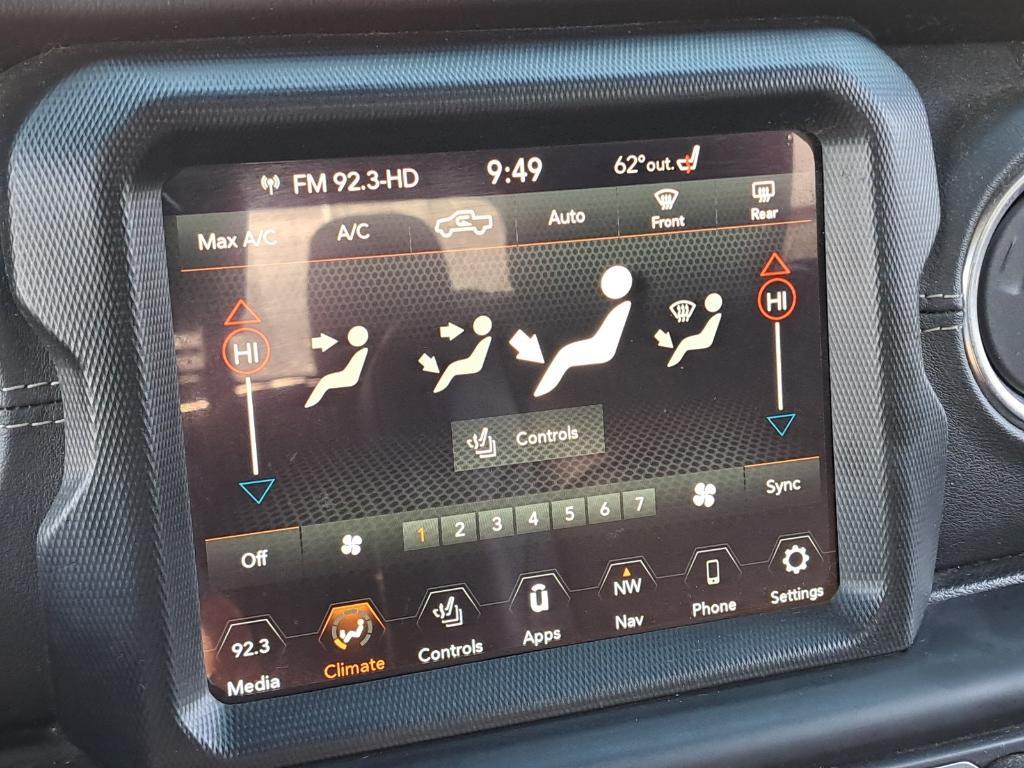 FM 92.3-HD 9:49 62° out.
Max A/C A/C Auto Front Rear
HI HI
Controls
Off 1 2 3 4 5 6 7 Sync
92.3 NW
Media Climate Controls Apps Nav Phone Settings